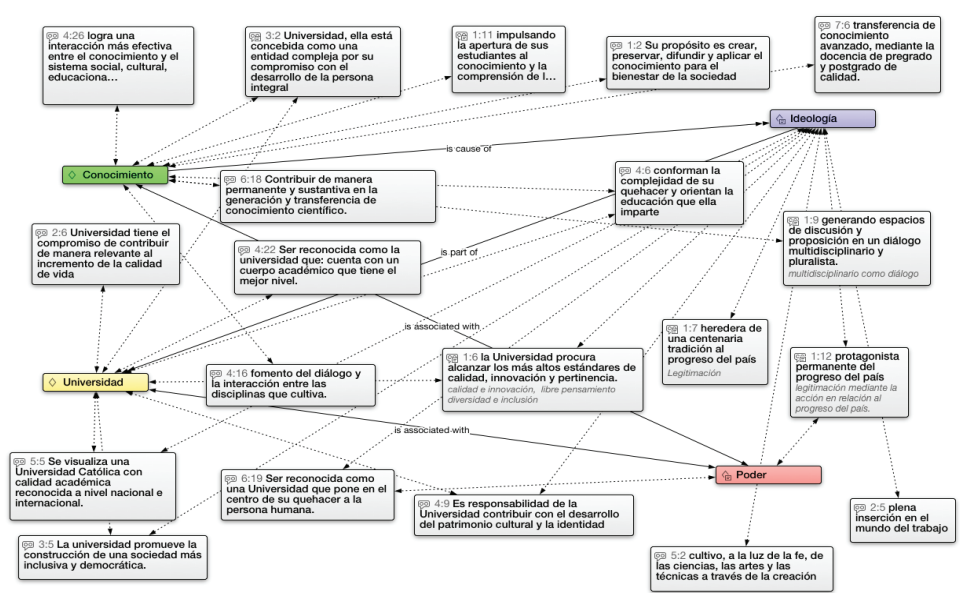 4:26 logra una
interacción más efectiva
entre el conocimiento y el
sistema social, cultural,
educaciona...
3:2 Universidad, ella está
concebida como una
entidad compleja por su
compromiso con el
desarrollo de la persona
integral
1:11 impulsando
la apertura de sus
estudiantes al
conocimiento y la
comprensión de l...
1:2 Su propósito es crear,
preservar, difundir y aplicar el
conocimiento para el
bienestar de la sociedad
7:6 transferencia de
conocimiento
avanzado, mediante la
docencia de pregrado
y postgrado de
calidad.
Ideología
is cause of
Conocimiento
6:18 Contribuir de manera
permanente y sustantiva en la
generación y transferencia de
conocimiento científico.
4:6 conforman la
complejidad de su
quehacer y orientan la
educación que ella
imparte
1:9 generando espacios
de discusión y
proposición en un diálogo
multidisciplinario y
pluralista.
multidisciplinario como diálogo
2:6 Universidad tiene el
compromiso de contribuir
de manera relevante al
incremento de la calidad
de vida
4:22 Ser reconocida como la
universidad que: cuenta con un
cuerpo académico que tiene el
mejor nivel.
is part of
is associated with
1:7 heredera de
una centenaria
tradición al
progreso del país
Legitimación
1:6 la Universidad procura
alcanzar los más altos estándares de
calidad, innovación y pertinencia.
calidad e innovación, libre pensamiento
diversidad e inclusión
1:12 protagonista
permanente del
progreso del país
legitimación mediante la
acción en relación al
progreso del país.
Universidad
4:16 fomento del diálogo y
la interacción entre las
disciplinas que cultiva.
is associated with
5:5 Se visualiza una
Universidad Católica con
calidad académica
reconocida a nivel nacional e
internacional.
6:19 Ser reconocida como
una Universidad que pone en el
centro de su quehacer a la
persona humana.
Poder
4:9 Es responsabilidad de la
Universidad contribuir con el desarrollo
del patrimonio cultural y la identidad
2:5 plena
inserción en el
mundo del trabajo
3:5 La universidad promueve la
construcción de una sociedad más
inclusiva y democrática.
5:2 cultivo, a la luz de la fe, de
las ciencias, las artes y las
técnicas a través de la creación